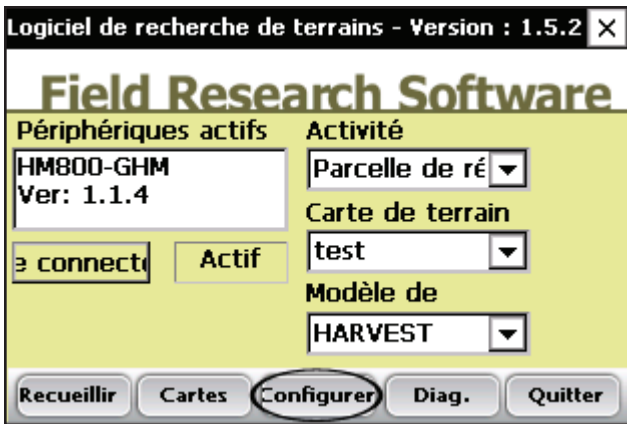 Logiciel de recherche de terrains - Version : 1.5.2
Field Research Software
Périphériques actifs
HM800-GHM
Ver: 1.1.4
e connect
Actif
Activité
Parcelle de ré
Carte de terrain
test
Modèle de
HARVEST
Recueillir
Cartes
Configurer
Diag.
Quitter